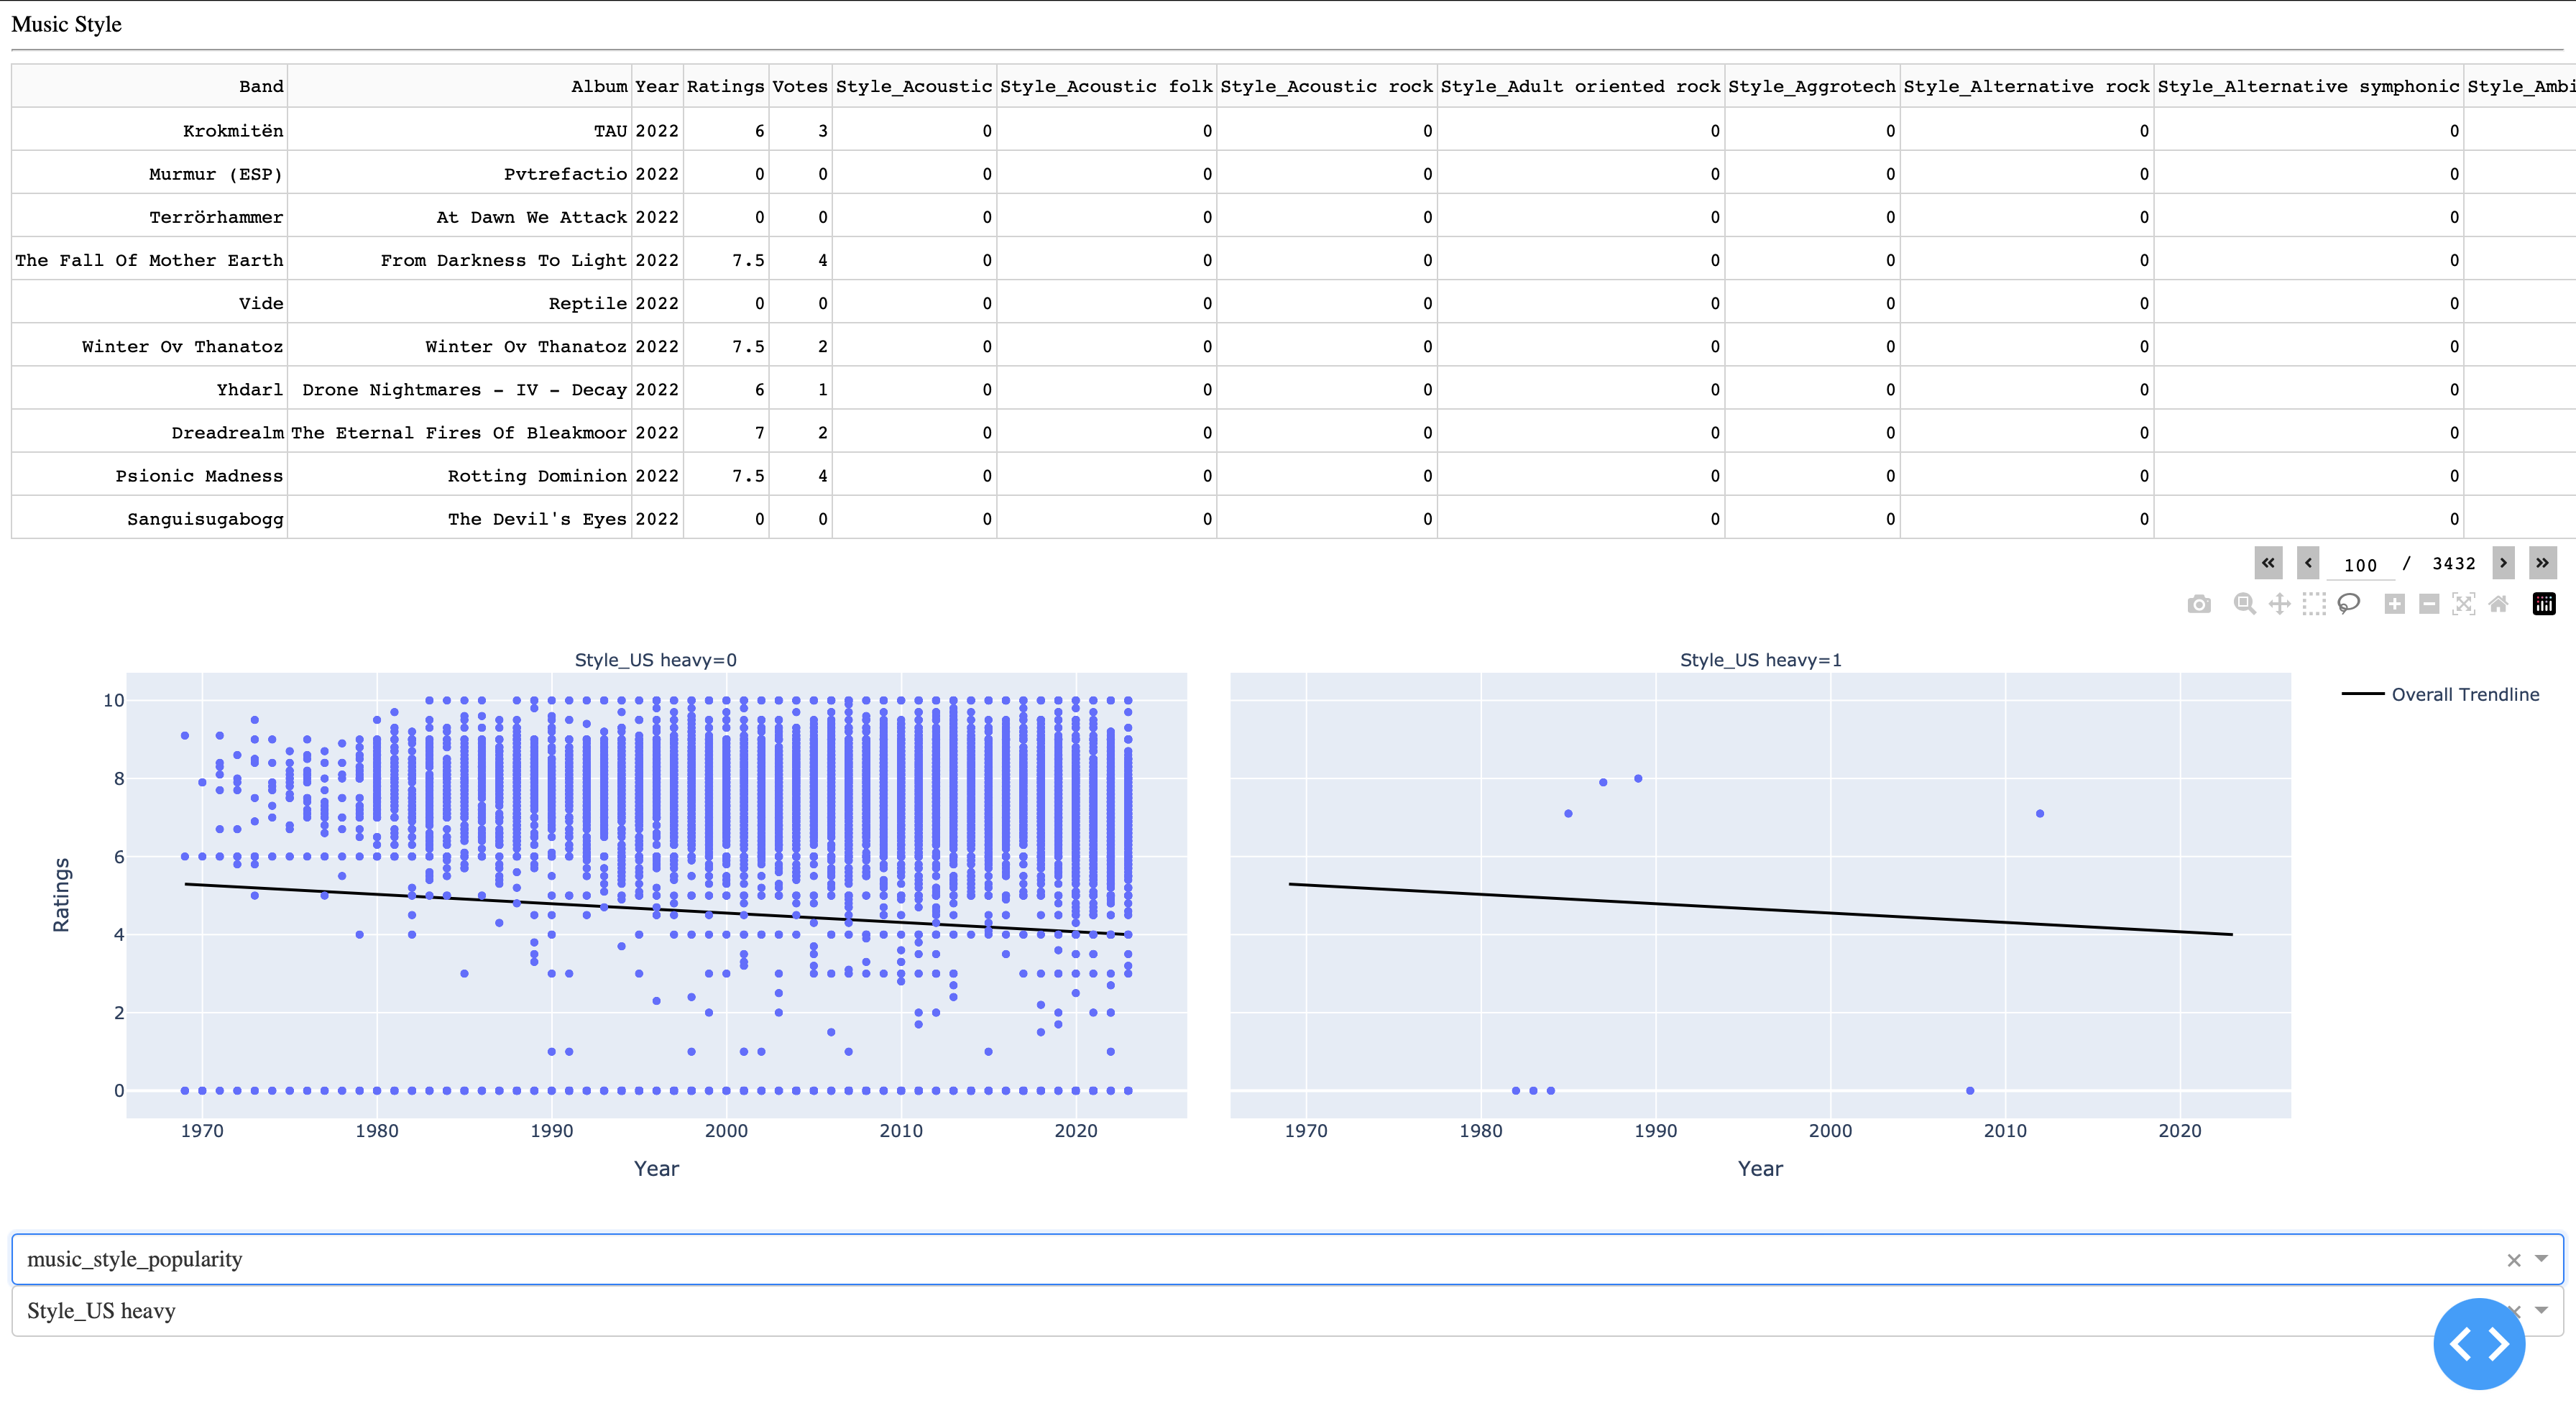 Music Style
Band Album Year Ratings Votes Style_Acoustic Style_Acoustic folk Style_Acoustic rock Style_Adult oriented rock Style_Aggrotech Style_Alternative rock Style_Alternative symphonic Style_Ambi
Krokmitën TAU 2022 6 3 0 0 0 0 0 0 0
Murmur (ESP) Pvtrefactio 2022 0 0 0 0 0 0 0 0 0
Terrörhammer At Dawn We Attack 2022 0 0 0 0 0 0 0 0 0
The Fall Of Mother Earth From Darkness To Light 2022 7.5 4 0 0 0 0 0 0 0
Vide Reptile 2022 0 0 0 0 0 0 0 0 0
Winter Ov Thanatoz Winter Ov Thanatoz 2022 7.5 2 0 0 0 0 0 0 0
Yhdarl Drone Nightmares - IV - Decay 2022 6 1 0 0 0 0 0 0 0
Dreadrealm The Eternal Fires Of Bleakmoor 2022 7 2 0 0 0 0 0 0 0
Psionic Madness Rotting Dominion 2022 7.5 4 0 0 0 0 0 0 0
Sanguisugabogg The Devil's Eyes 2022 0 0 0 0 0 0 0 0 0
100 / 3432
Style_US heavy=0 Style_US heavy=1
Overall Trendline
10
8
6
4
2
0
Ratings
1970 1980 1990 2000 2010 2020 1970 1980 1990 2000 2010 2020
Year Year
music_style_popularity
Style_US heavy